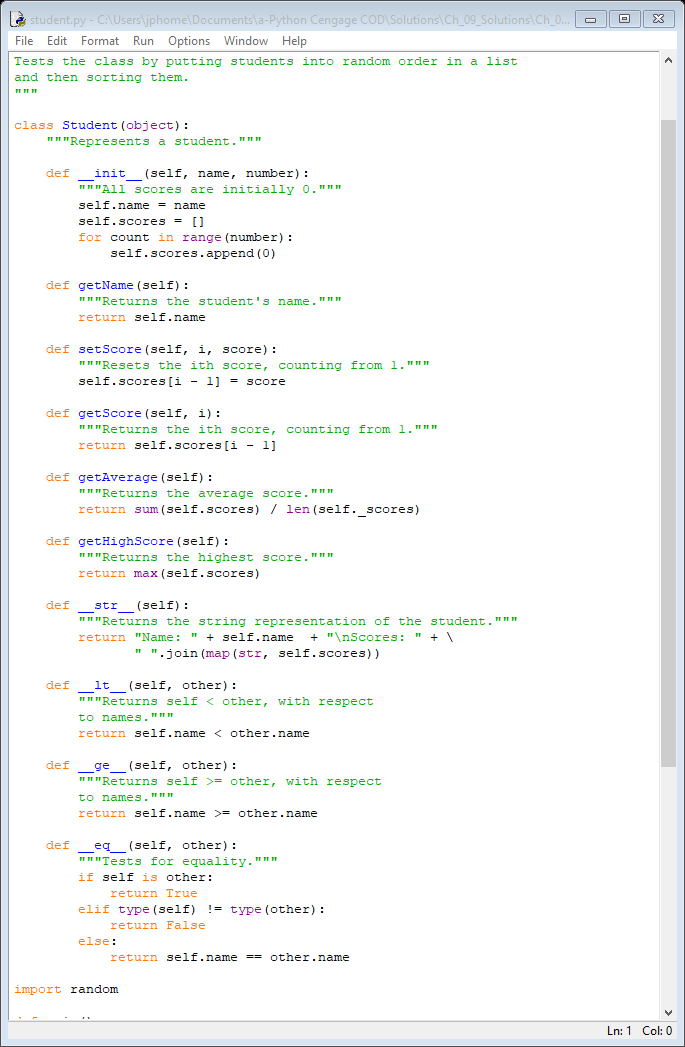 student.py - C:\Users\jphorne\Documents\a-Python Cengage COD\Solutions\Ch_09_Solutions\Ch_0...
File Edit Format Run Options Window Help
Tests the class by putting students into random order in a list
and then sorting them.
"""
class Student(object):
    """Represents a student."""
    def __init__(self, name, number):
        """All scores are initially 0."""
        self.name = name
        self.scores = []
        for count in range(number):
            self.scores.append(0)
    def getName(self):
        """Returns the student's name."""
        return self.name
    def setScore(self, i, score):
        """Resets the ith score, counting from 1."""
        self.scores[i - 1] = score
    def getScore(self, i):
        """Returns the ith score, counting from 1."""
        return self.scores[i - 1]
    def getAverage(self):
        """Returns the average score."""
        return sum(self.scores) / len(self._scores)
    def getHighScore(self):
        """Returns the highest score."""
        return max(self.scores)
    def __str__(self):
        """Returns the string representation of the student."""
        return "Name: " + self.name  + "\nScores: " + \
               " ".join(map(str, self.scores))
    def __lt__(self, other):
        """Returns self < other, with respect
        to names."""
        return self.name < other.name
    def __ge__(self, other):
        """Returns self >= other, with respect
        to names."""
        return self.name >= other.name
    def __eq__(self, other):
        """Tests for equality."""
        if self is other:
            return True
        elif type(self) != type(other):
            return False
        else:
            return self.name == other.name
import random
Ln: 1 Col: 0